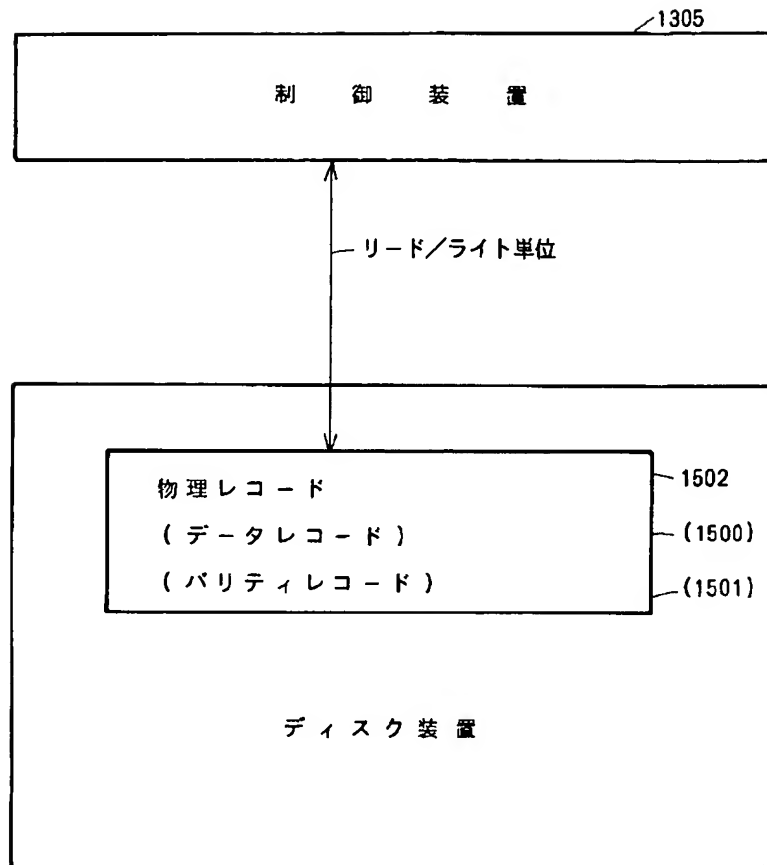 1305
制御装置
リード/ライト単位
物理レコード
1502
(データレコード)
(1500)
(パリティレコード)
(1501)
ディスク装置